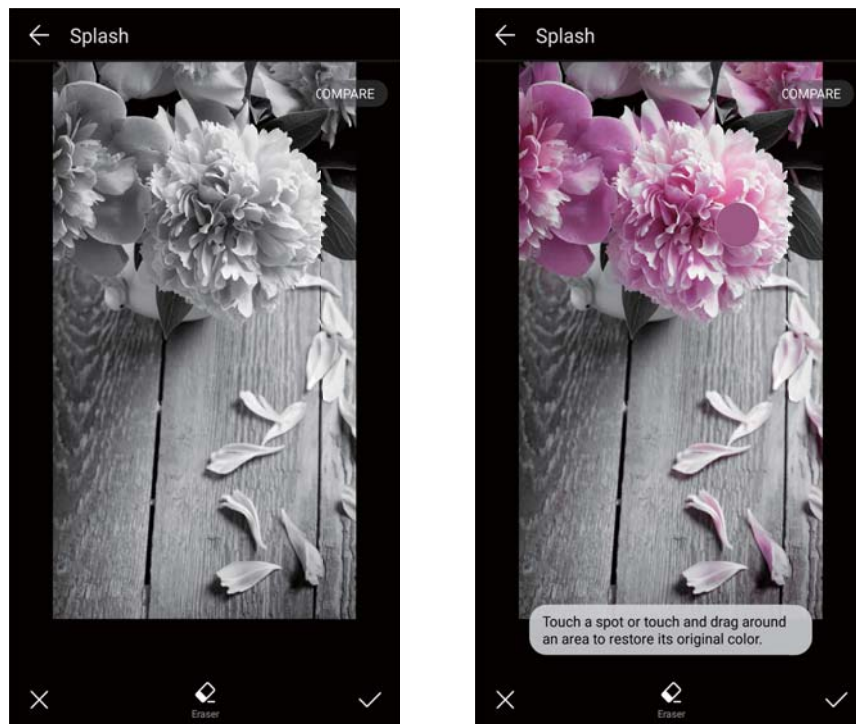 Splash
COMPARE
Eraser
Splash
COMPARE
Touch a spot or touch and drag around
an area to restore its original color.
Eraser